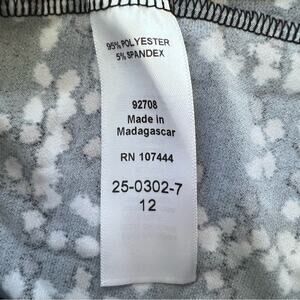 95% POLYESTER
5% SPANDEX
92708
Made in
Madagascar
RN 107444
25-0302-7
12